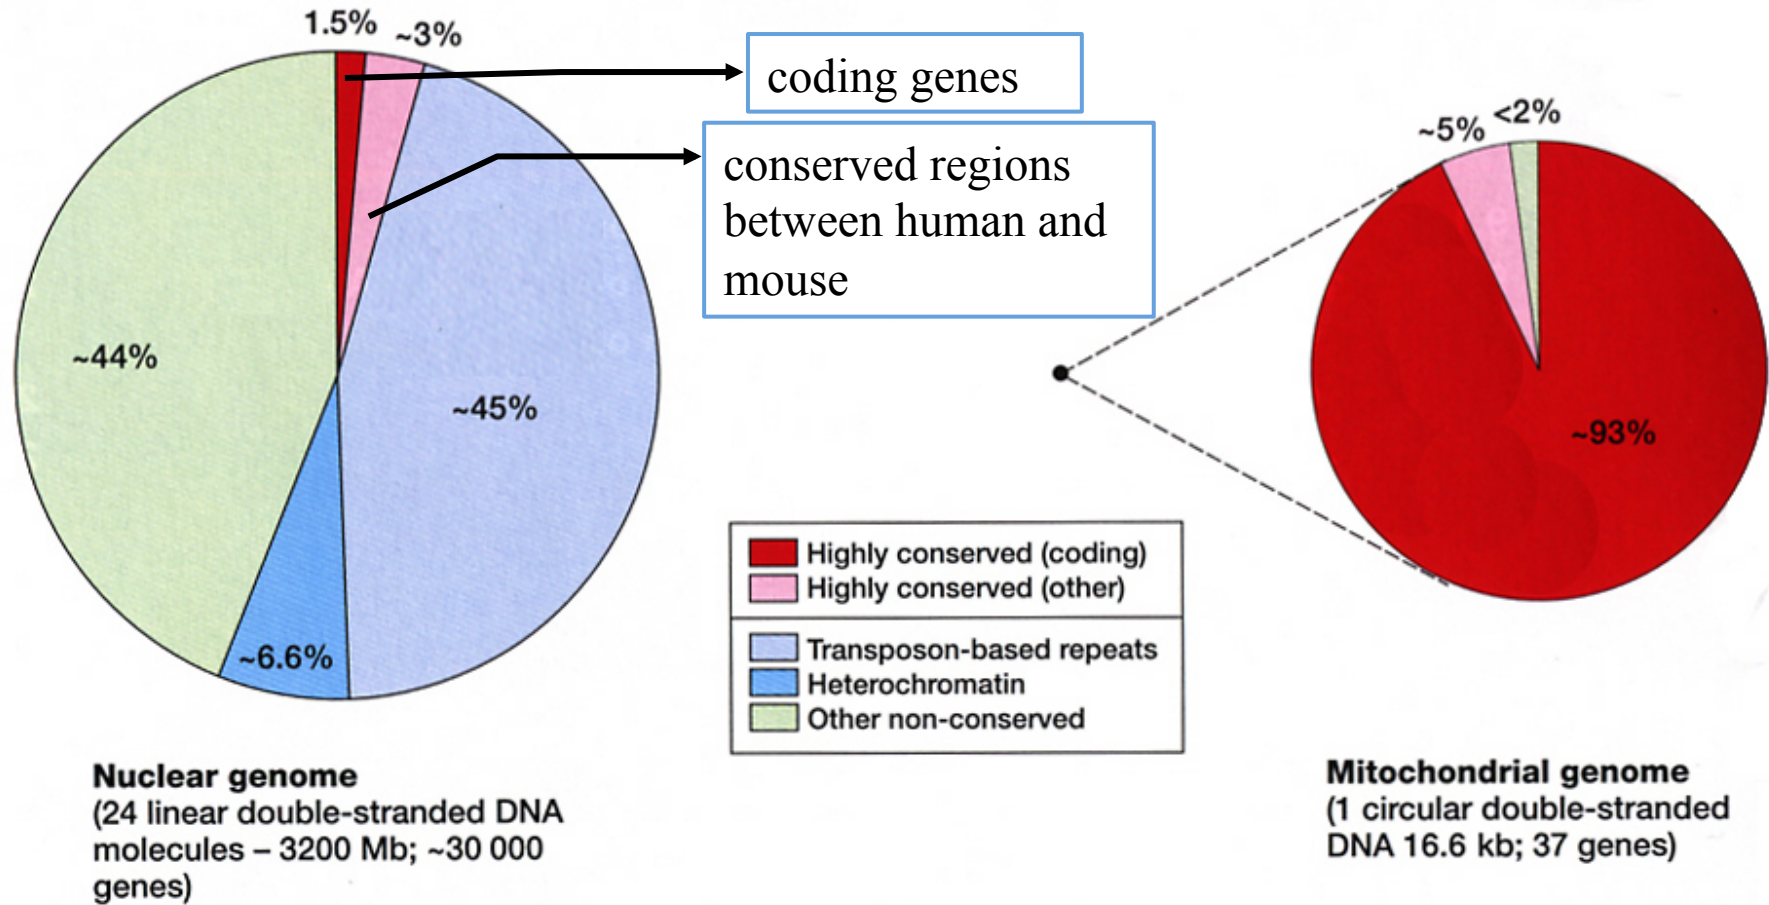 1.5%
~3%
coding genes
conserved regions
between human and
mouse
~44%
~45%
~6.6%
~5%
<2%
~93%
Highly conserved (coding)
Highly conserved (other)
Transposon-based repeats
Heterochromatin
Other non-conserved
Nuclear genome
(24 linear double-stranded DNA
molecules – 3200 Mb; ~30 000
genes)
Mitochondrial genome
(1 circular double-stranded
DNA 16.6 kb; 37 genes)